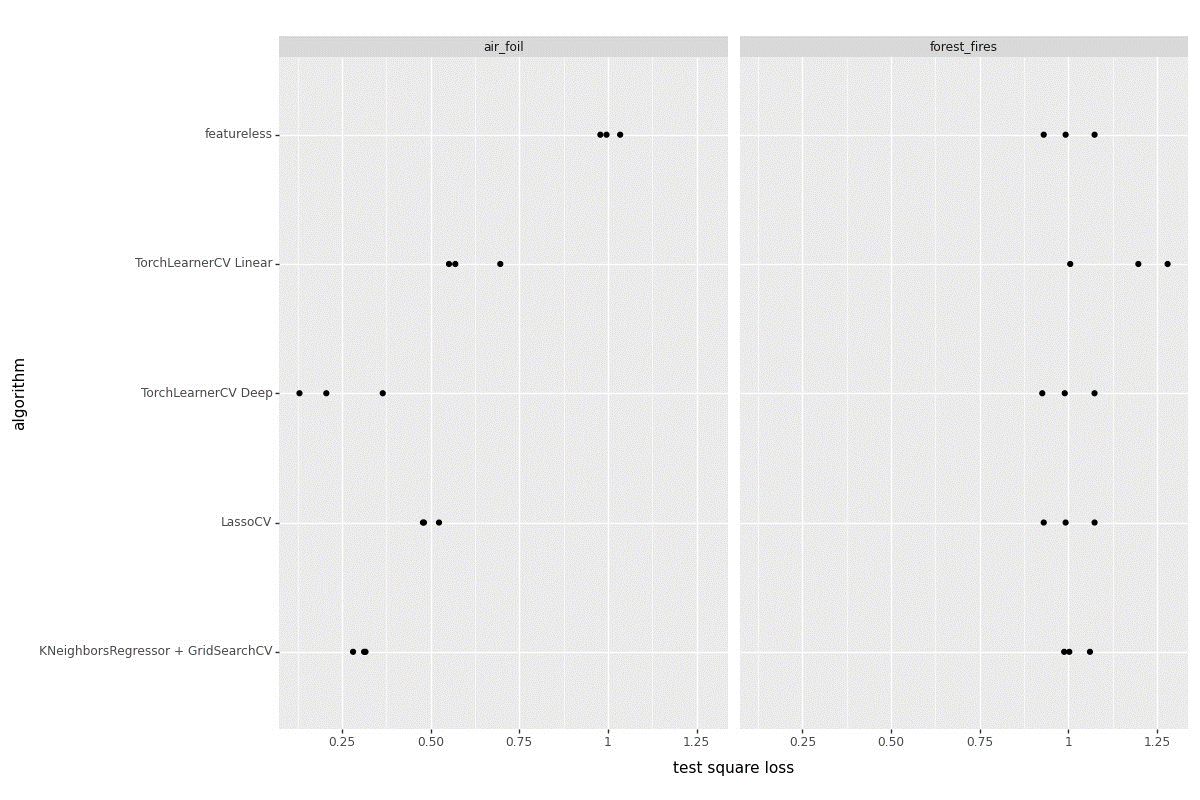 air_foil
forest_fires
featureless
TorchLearnerCV Linear
TorchLearnerCV Deep
LassoCV
KNeighborsRegressor + GridSearchCV
algorithm
0.25 0.50 0.75 1 1.25
0.25 0.50 0.75 1 1.25
test square loss